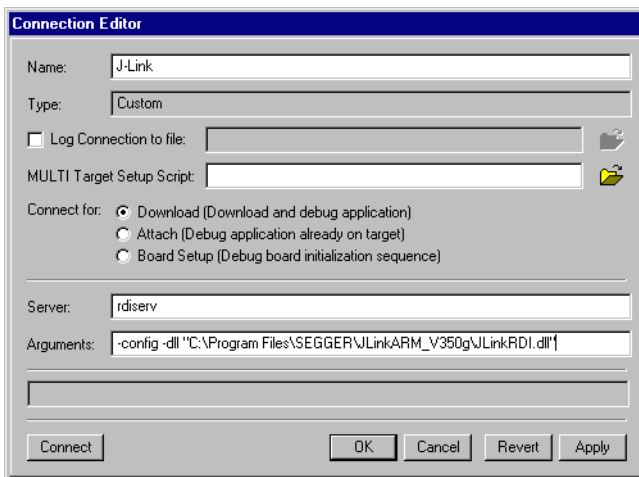 Connection Editor
Name: J-Link
Type: Custom
Log Connection to file:
MULTI Target Setup Script:
Connect for: Download (Download and debug application)
Attach (Debug application already on target)
Board Setup (Debug board initialization sequence)
Server: rdiserv
Arguments: -config -dll "C:\Program Files\SEGGER\JLinkARM_V350g\JLinkRDI.dll"
Connect OK Cancel Revert Apply